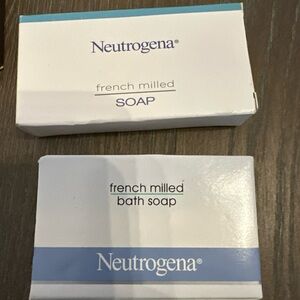 Neutrogena®
french milled
SOAP
french milled
bath soap
Neutrogena®